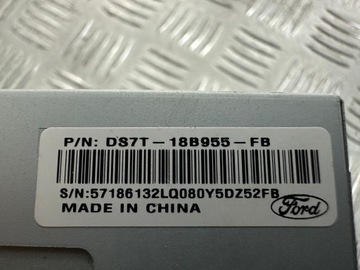 P/N: DS7T-18B955-FB
S/N:57186132LQ080Y5DZ52FB
MADE IN CHINA
Ford